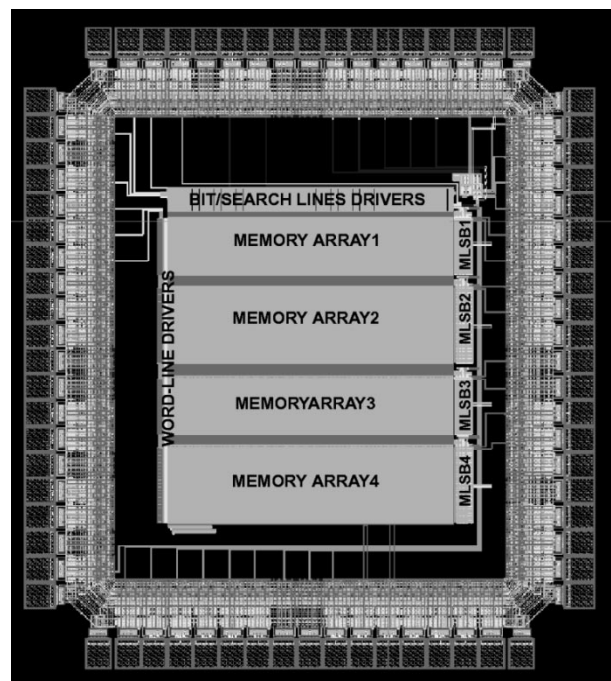 BIT/SEARCH LINES DRIVERS
MEMORY ARRAY1
MLSB1
MEMORY ARRAY2
MLSB2
WORD-LINE DRIVERS
MEMORYARRAY3
MLSB3
MEMORY ARRAY4
MLSB4